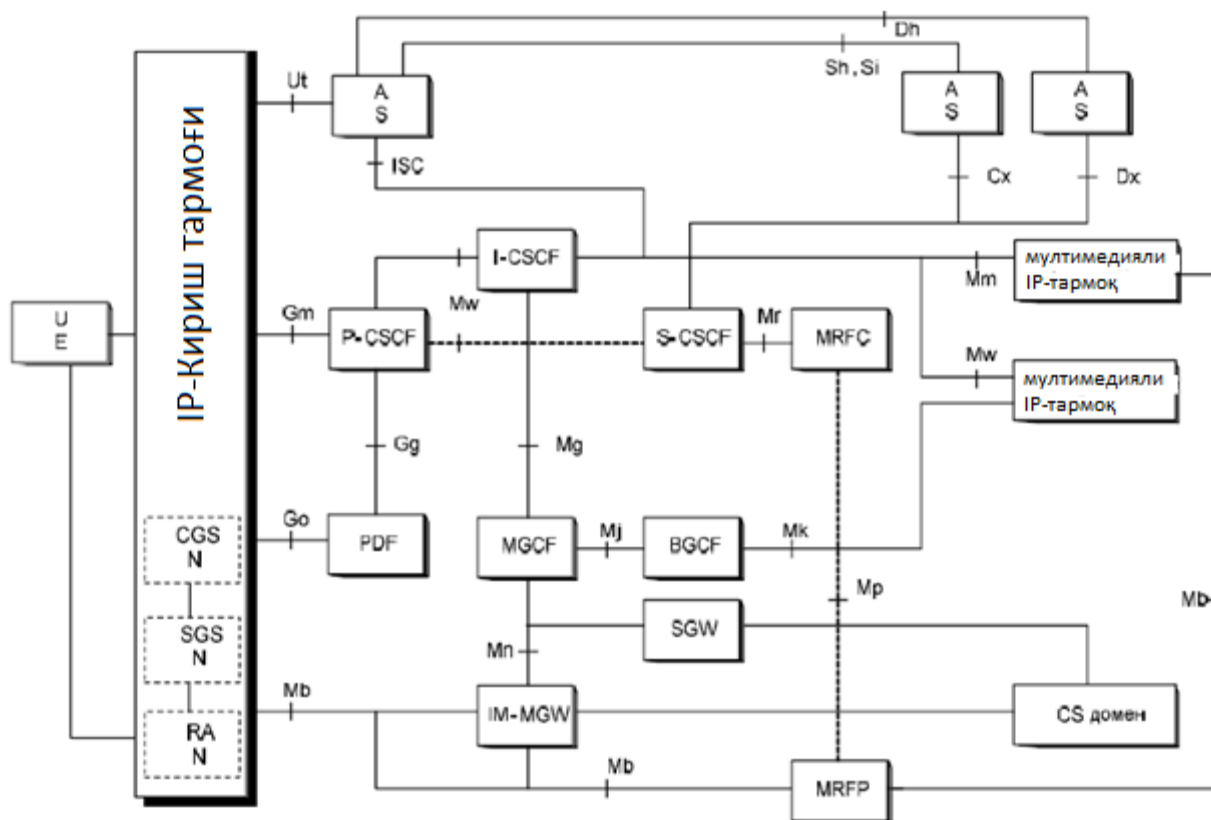 Dh
Sh, Si
Ut
A
S
A
S
A
S
ISC
Cx
Dx
IP-Кириш тармоғи
I-CSCF
мултимедияли
IP-тармоқ
Mm
Mw
U
E
Gm
P-CSCF
S-CSCF
Mr
MRFC
Mw
мултимедияли
IP-тармоқ
Gg
Mg
CGS
N
Go
PDF
MGCF
Mj
BGCF
Mk
Mp
Mb
SGS
N
SGW
Mn
Mb
RA
N
IM-MGW
CS домен
Mb
MRFP